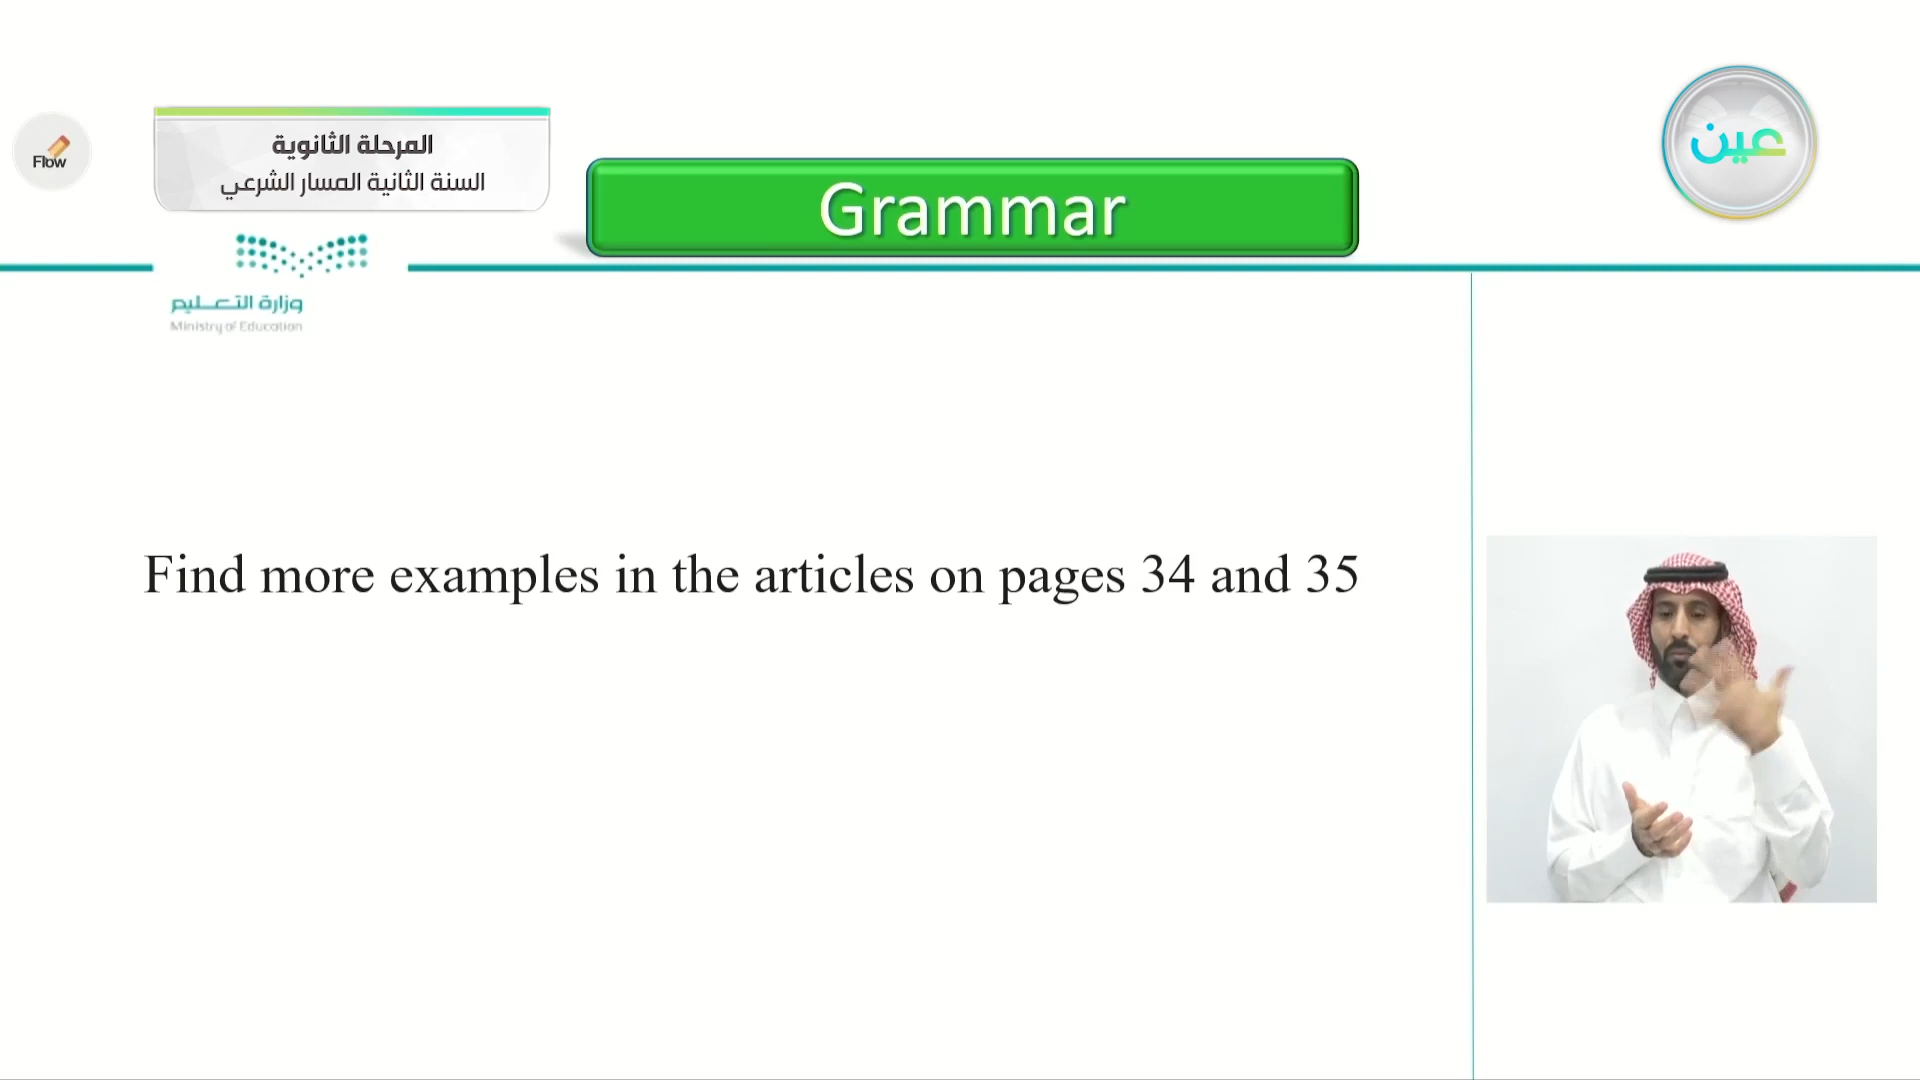 Flow
المرحلة الثانوية
السنة الثانية المسار الشرعي
Grammar
عين
وزارة التعليم
Ministry of Education
Find more examples in the articles on pages 34 and 35